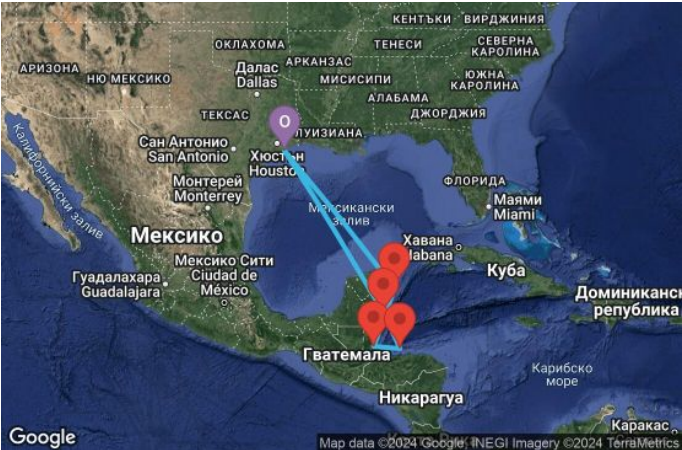 КЕНТЪКИ
ВИРДЖИНИЯ
ОКЛАХОМА
ТЕНЕСИ
СЕВЕРНА
КАРОЛИНА
АРИЗОНА
НЮ МЕКСИКО
Далас
Dallas
АРКАНЗАС
МИСИСИПИ
ЮЖНА
КАРОЛИНА
АЛАБАМА
ДЖОРДЖИЯ
ТЕКСАС
O
ЛУИЗИАНА
Сан Антонио
San Antonio
Хюстън
Houston
Калифорнийски залив
Монтерей
Monterrey
ФЛОРИДА
Маями
Miami
Мексикански
залив
Мексико
Хавана
Habana
Мексико Сити
Ciudad de
México
Куба
Гуадалахара
Guadalajara
Доминиканск
република
Гватемала
Карибско
море
Никарагуа
Каракас
Google
Map data ©2024 Google, INEGI Imagery ©2024 TerraMetrics